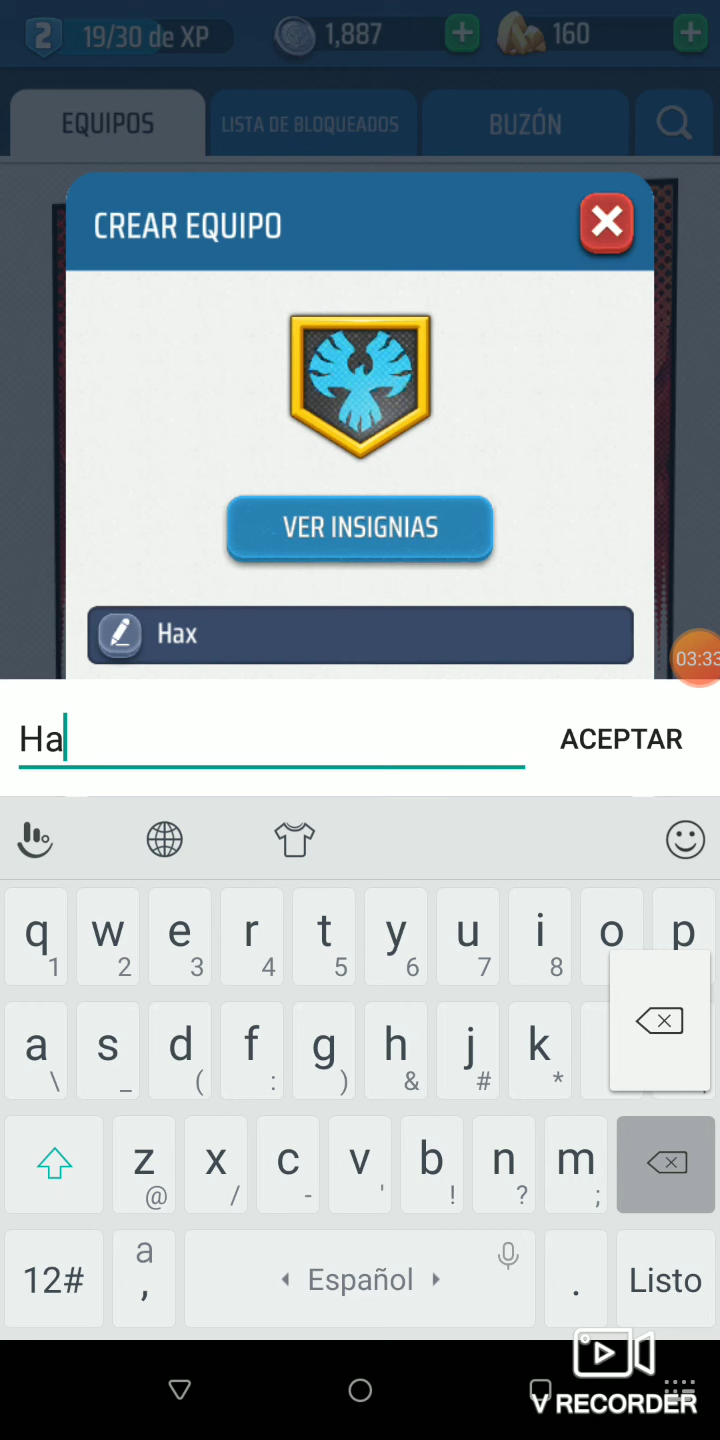 2 19/30 de XP 1,887 160
EQUIPOS LISTA DE BLOQUEADOS BUZÓN
CREAR EQUIPO
VER INSIGNIAS
Hax
03:33
Ha ACEPTAR
q w e r t y u i o p
1 2 3 4 5 6 7 8
a s d f g h j k
\ _ ( : ) & # *
z x c v b n m
@ / - ' ! ? ;
12# a , Español . Listo
V RECORDER